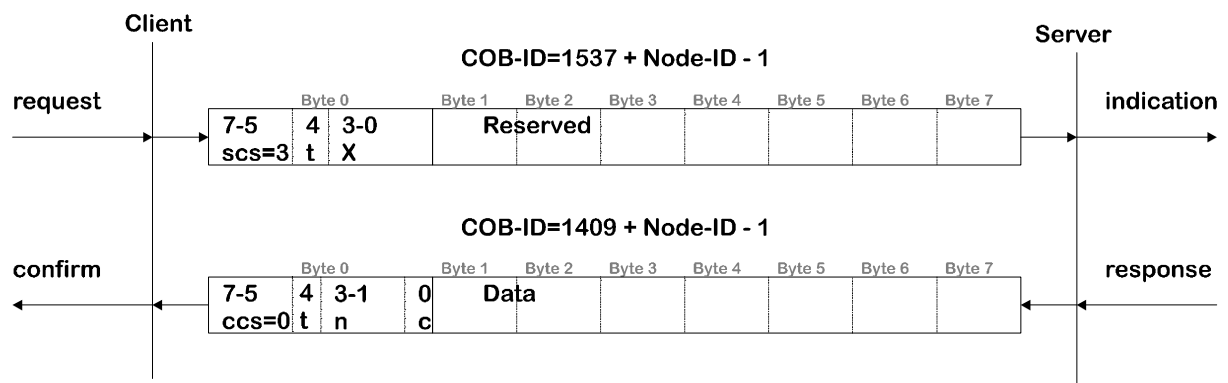 Client
Server
COB-ID=1537 + Node-ID - 1
request
indication
Byte 0 Byte 1 Byte 2 Byte 3 Byte 4 Byte 5 Byte 6 Byte 7
7-5 4 3-0 Reserved
scs=3 t X
COB-ID=1409 + Node-ID - 1
confirm
response
Byte 0 Byte 1 Byte 2 Byte 3 Byte 4 Byte 5 Byte 6 Byte 7
7-5 4 3-1 0 Data
ccs=0 t n c